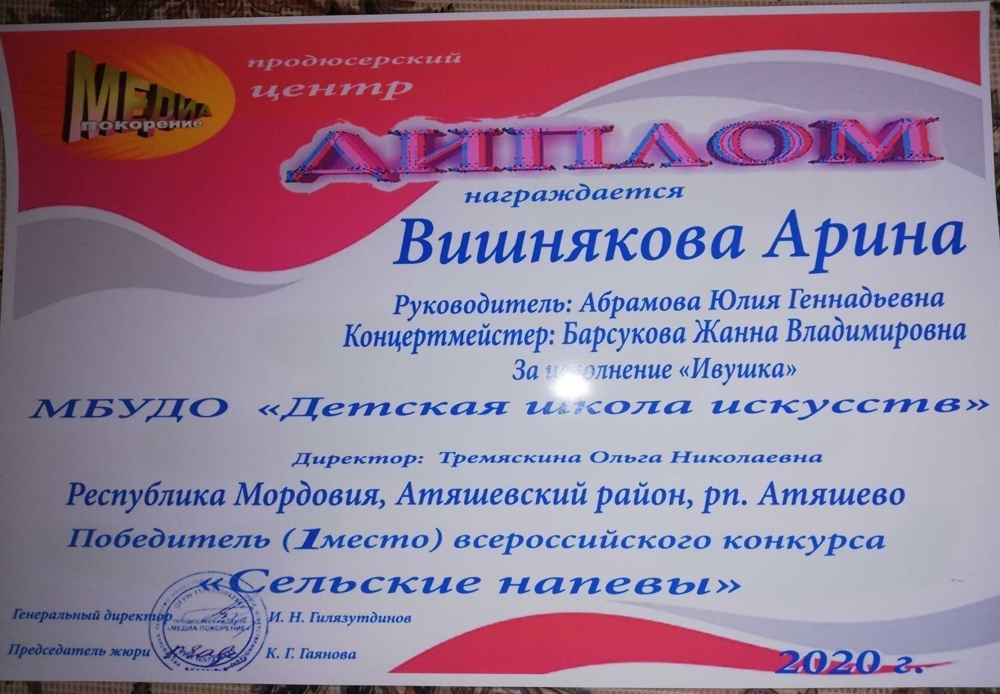 МЕДИА
покорение
продюсерский
центр
ДИПЛОМ
награждается
Вишнякова Арина
Руководитель: Абрамова Юлия Геннадьевна
Концертмейстер: Барсукова Жанна Владимировна
За исполнение «Ивушка»
МБУДО «Детская школа искусств»
Директор: Тремяскина Ольга Николаевна
Республика Мордовия, Атяшевский район, рп. Атяшево
Победитель (1место) всероссийского конкурса
«Сельские напевы»
Генеральный директор И. Н. Гилязутдинов
ПРОДЮСЕРСКИЙ ЦЕНТР
«МЕДИА ПОКОРЕНИЕ»
Председатель жюри К. Г. Гаянова
2020 г.